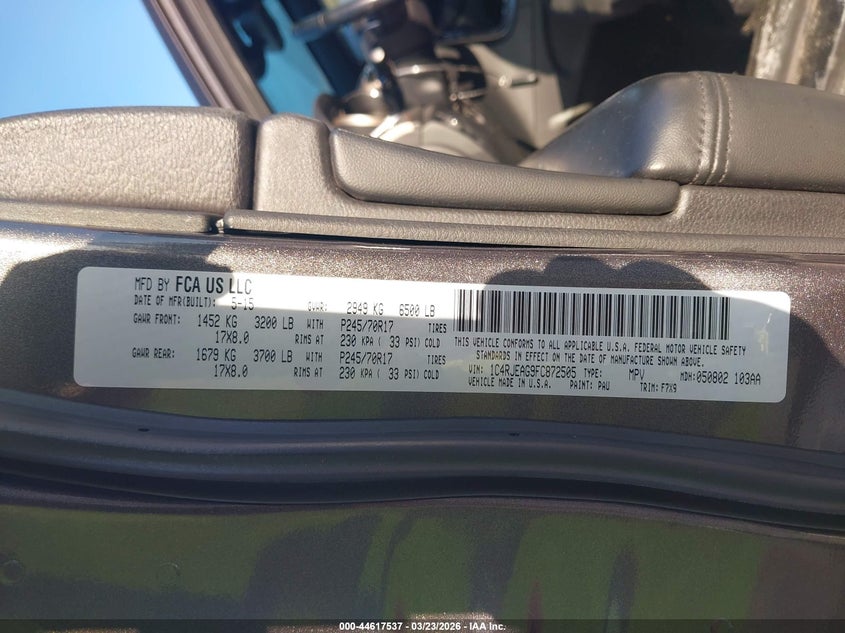 MFD BY FCA US LLC
DATE OF MFR(BUILT): 5-15 GVWR: 2949 KG 6500 LB
GAWR FRONT: 1452 KG 3200 LB WITH P245/70R17 TIRES
17X8.0 RIMS AT 230 KPA ( 33 PSI) COLD
GAWR REAR: 1679 KG 3700 LB WITH P245/70R17 TIRES
17X8.0 RIMS AT 230 KPA ( 33 PSI) COLD
THIS VEHICLE CONFORMS TO ALL APPLICABLE U.S.A. FEDERAL MOTOR VEHICLE SAFETY
STANDARDS IN EFFECT ON THE DATE OF MANUFACTURE SHOWN ABOVE.
VIN: 1C4RJEAG9FC872505 TYPE: MPV MDH: 050802 103AA
VEHICLE MADE IN U.S.A. PAINT: PAU TRIM: F7X9
000-44617537 - 03/23/2026 - IAA Inc.